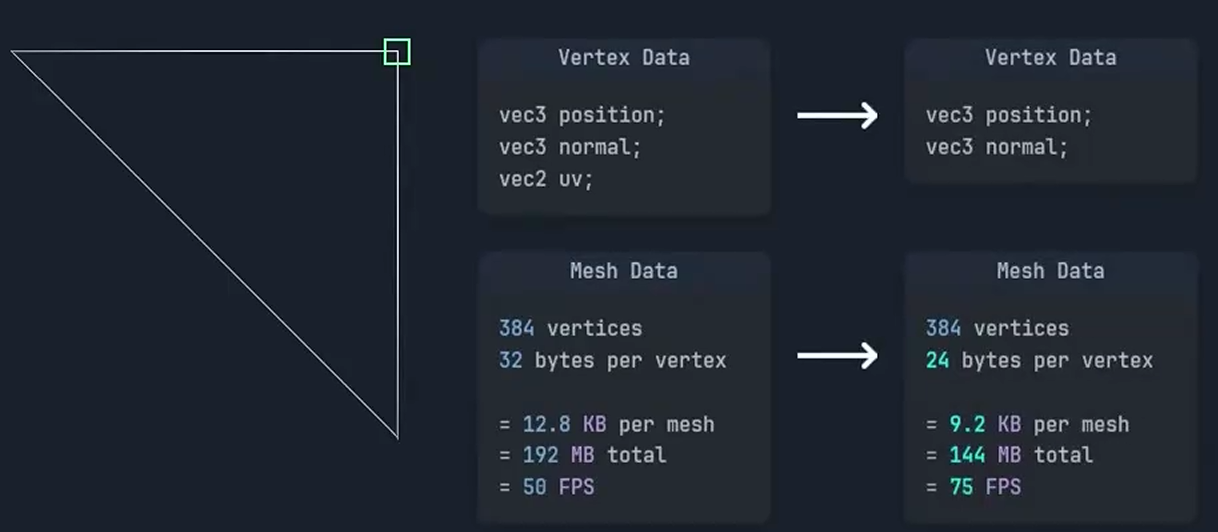 Vertex Data
vec3 position;
vec3 normal;
vec2 uv;
Vertex Data
vec3 position;
vec3 normal;
Mesh Data
384 vertices
32 bytes per vertex
= 12.8 KB per mesh
= 192 MB total
= 50 FPS
Mesh Data
384 vertices
24 bytes per vertex
= 9.2 KB per mesh
= 144 MB total
= 75 FPS